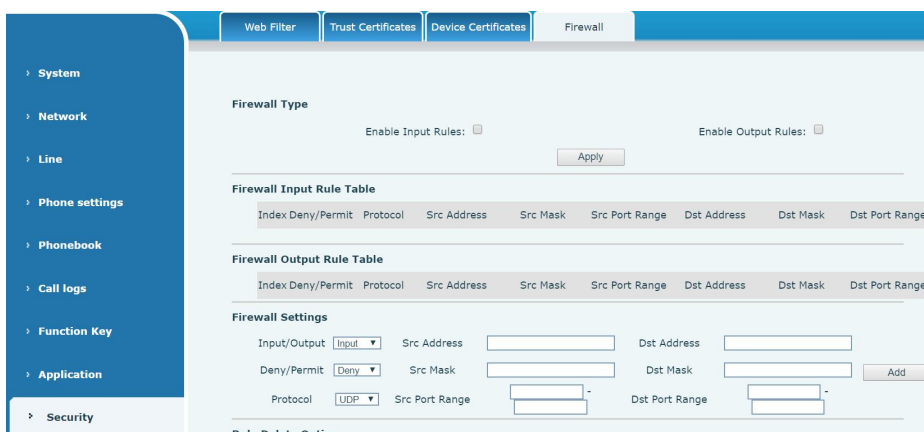 Web Filter Trust Certificates Device Certificates Firewall
› System
› Network
› Line
› Phone settings
› Phonebook
› Call logs
› Function Key
› Application
› Security
Firewall Type
Enable Input Rules: Enable Output Rules:
Apply
Firewall Input Rule Table
Index Deny/Permit Protocol Src Address Src Mask Src Port Range Dst Address Dst Mask Dst Port Range
Firewall Output Rule Table
Index Deny/Permit Protocol Src Address Src Mask Src Port Range Dst Address Dst Mask Dst Port Range
Firewall Settings
Input/Output Input Src Address Dst Address
Deny/Permit Deny Src Mask Dst Mask Add
Protocol UDP Src Port Range - Dst Port Range -